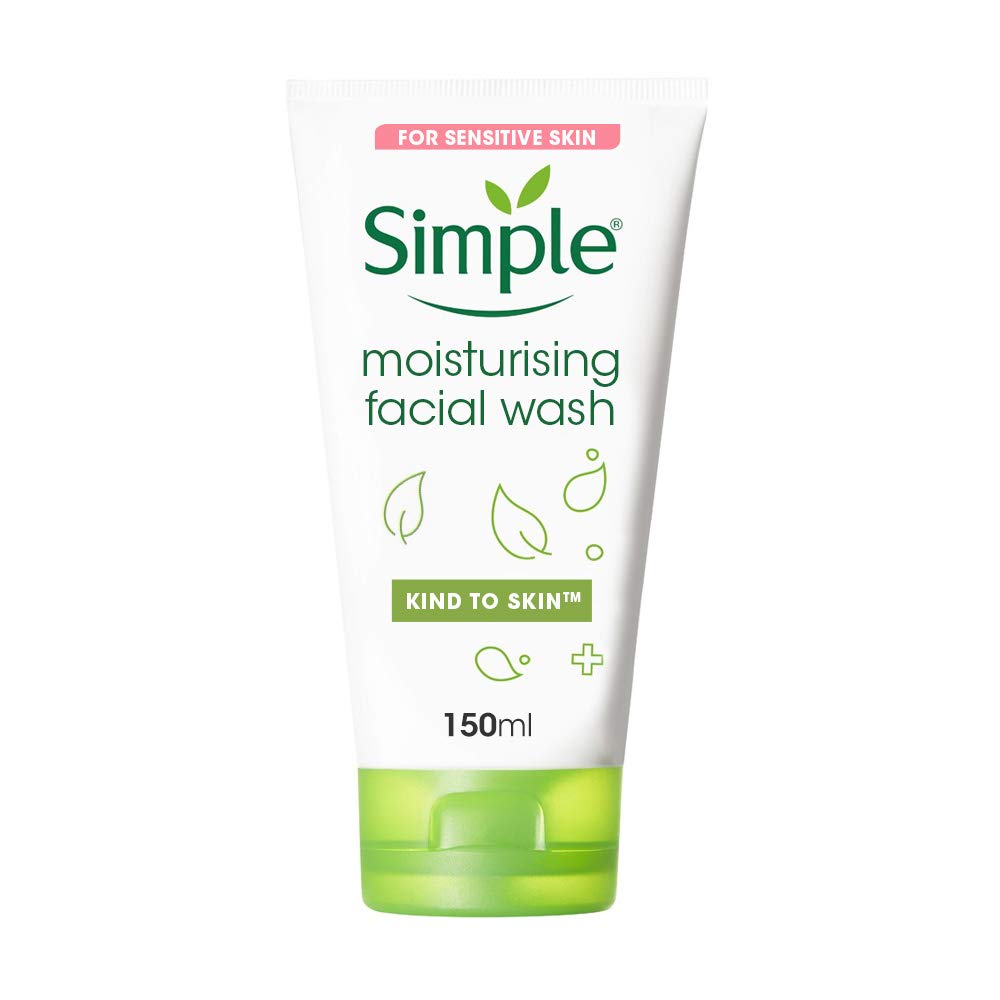 FOR SENSITIVE SKIN
Simple®
moisturising
facial wash
KIND TO SKIN™
150ml